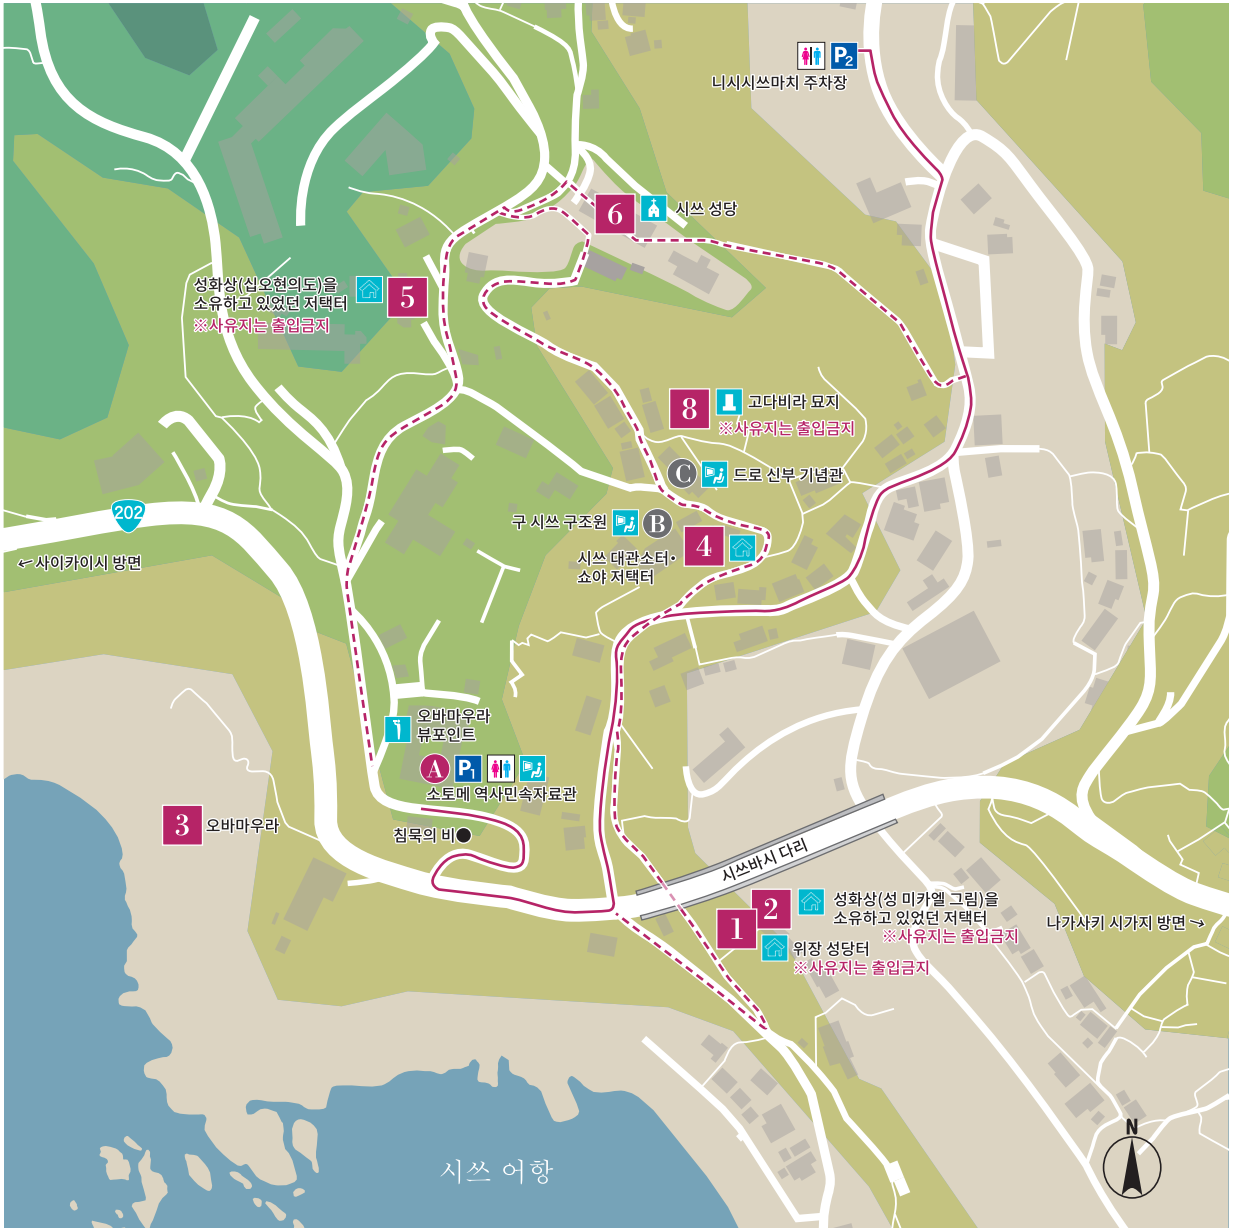 P2
니시시쓰마치 주차장
6
시쓰 성당
성화상(십오현의도)을
소유하고 있었던 저택터
※사유지는 출입금지
5
8
고다비라 묘지
※사유지는 출입금지
C
드로 신부 기념관
202
구 시쓰 구조원
B
4
←사이카이시 방면
시쓰 대관소터·
쇼야 저택터
오바마우라
뷰포인트
A
P1
소토메 역사민속자료관
3
오바마우라
침묵의 비
시쓰바시 다리
2
성화상(성 미카엘 그림)을
소유하고 있었던 저택터
※사유지는 출입금지
1
위장 성당터
※사유지는 출입금지
나가사키 시가지 방면→
N
시쓰 어항